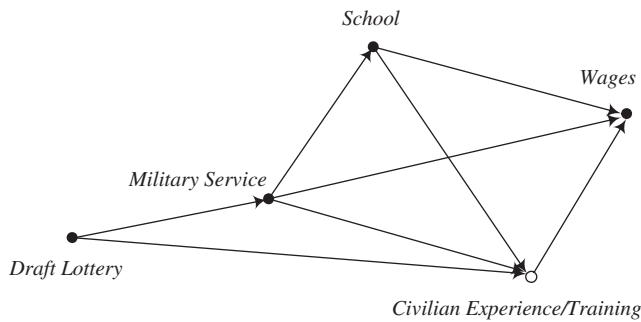 School
Wages
Military Service
Draft Lottery
Civilian Experience/Training